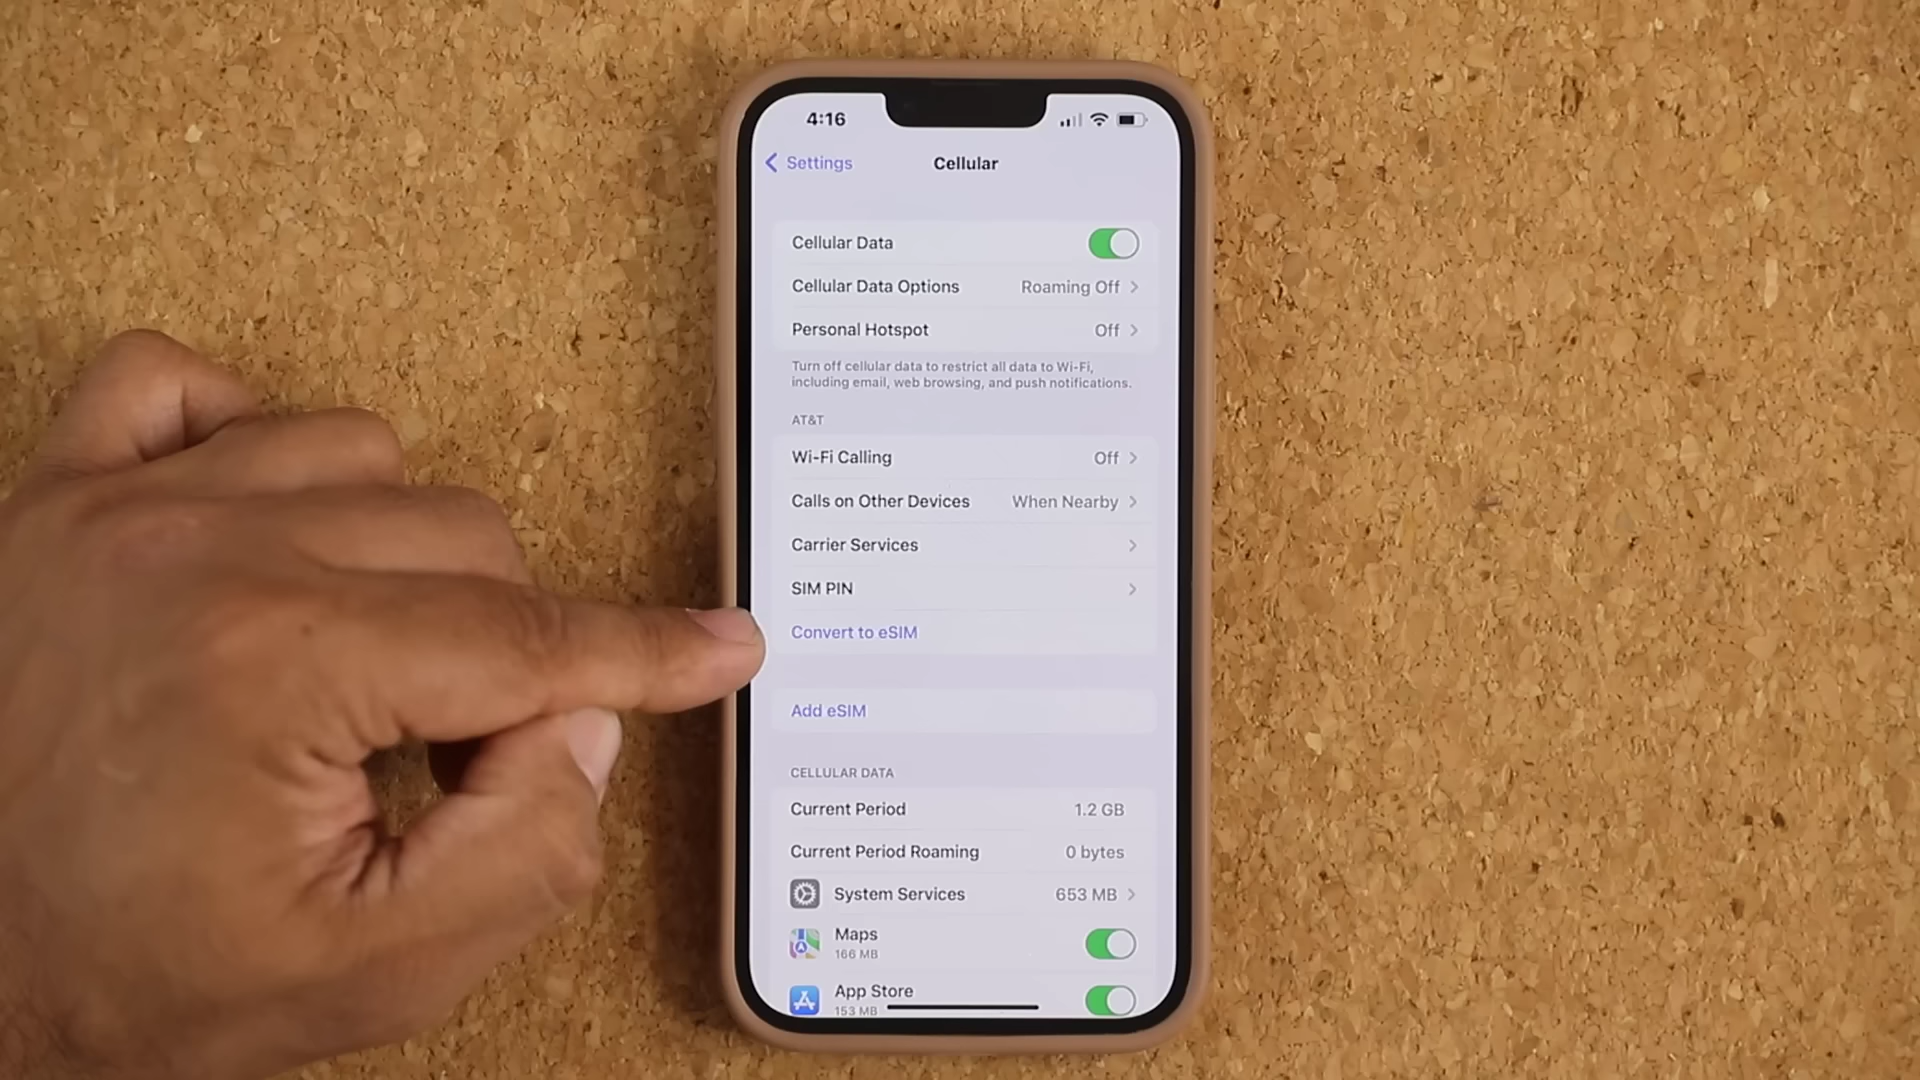 4:16
Settings
Cellular
Cellular Data
Cellular Data Options Roaming Off
Personal Hotspot Off
Turn off cellular data to restrict all data to Wi-Fi,
including email, web browsing, and push notifications.
AT&T
Wi-Fi Calling Off
Calls on Other Devices When Nearby
Carrier Services
SIM PIN
Convert to eSIM
Add eSIM
CELLULAR DATA
Current Period 1.2 GB
Current Period Roaming 0 bytes
System Services 653 MB
Maps
166 MB
App Store
153 MB